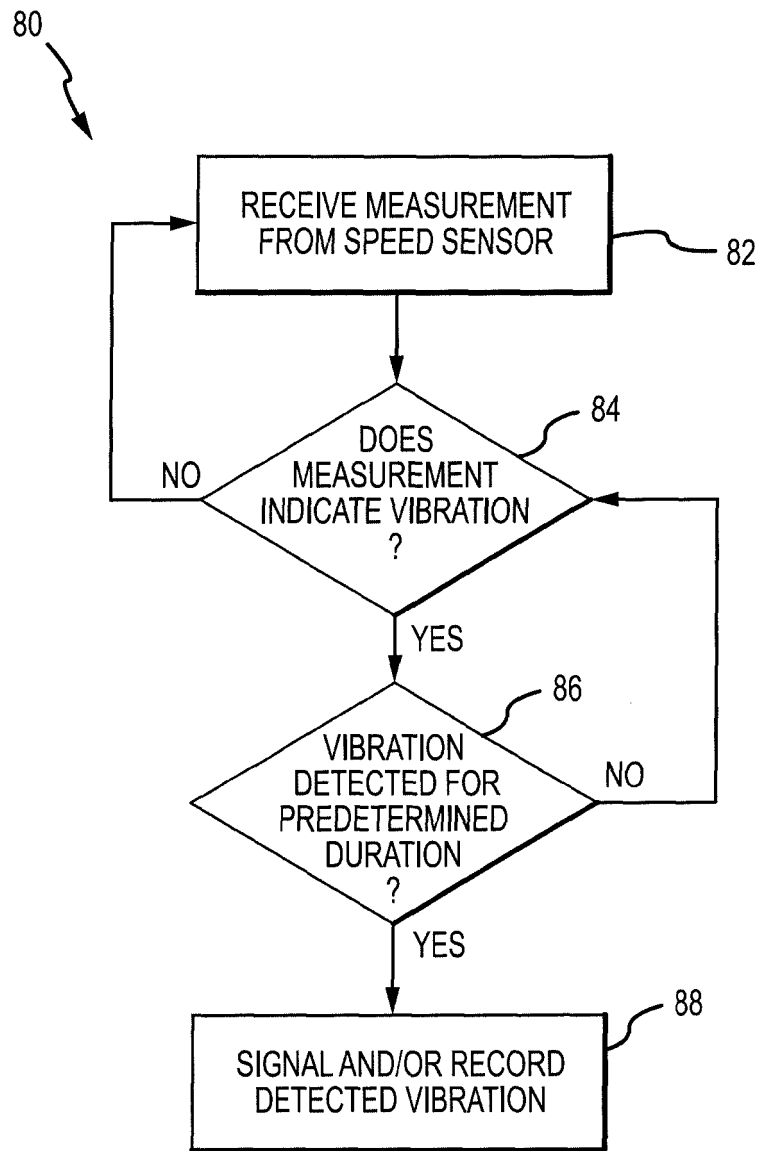 80
RECEIVE MEASUREMENT
FROM SPEED SENSOR
82
84
DOES
MEASUREMENT
INDICATE VIBRATION
?
NO
YES
86
VIBRATION
DETECTED FOR
PREDETERMINED
DURATION
?
NO
YES
88
SIGNAL AND/OR RECORD
DETECTED VIBRATION